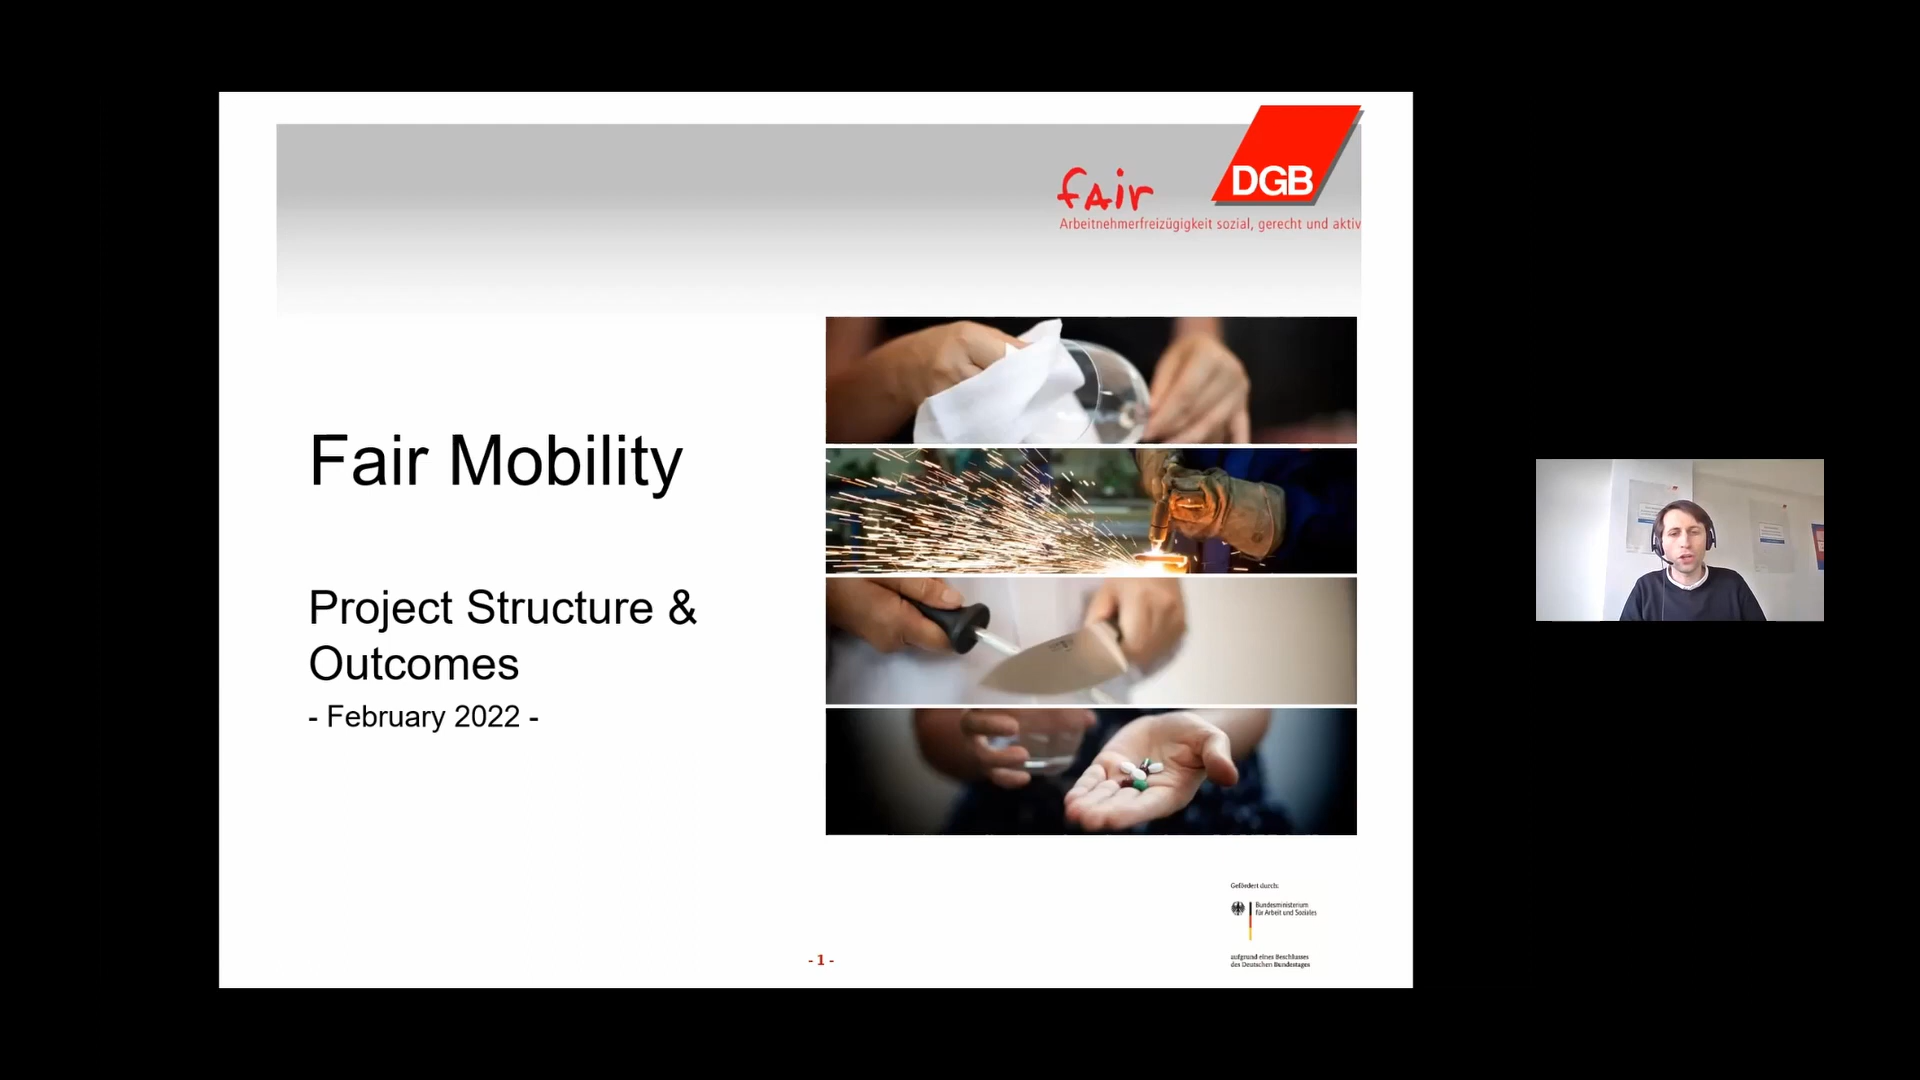 DGB
fair
Arbeitnehmerfreizügigkeit sozial, gerecht und aktiv
Fair Mobility
Project Structure &
Outcomes
- February 2022 -
Gefördert durch:
Bundesministerium
für Arbeit und Soziales
aufgrund eines Beschlusses
des Deutschen Bundestages
- 1 -